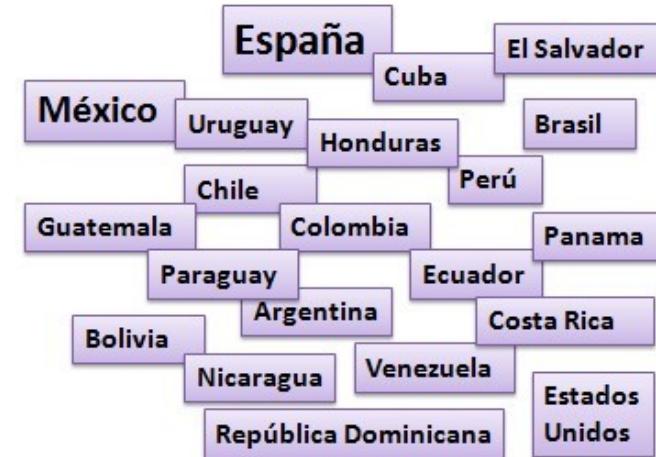 España
El Salvador
Cuba
México
Uruguay
Brasil
Honduras
Perú
Chile
Guatemala
Colombia
Panama
Paraguay
Ecuador
Argentina
Costa Rica
Bolivia
Venezuela
Nicaragua
Estados
Unidos
República Dominicana